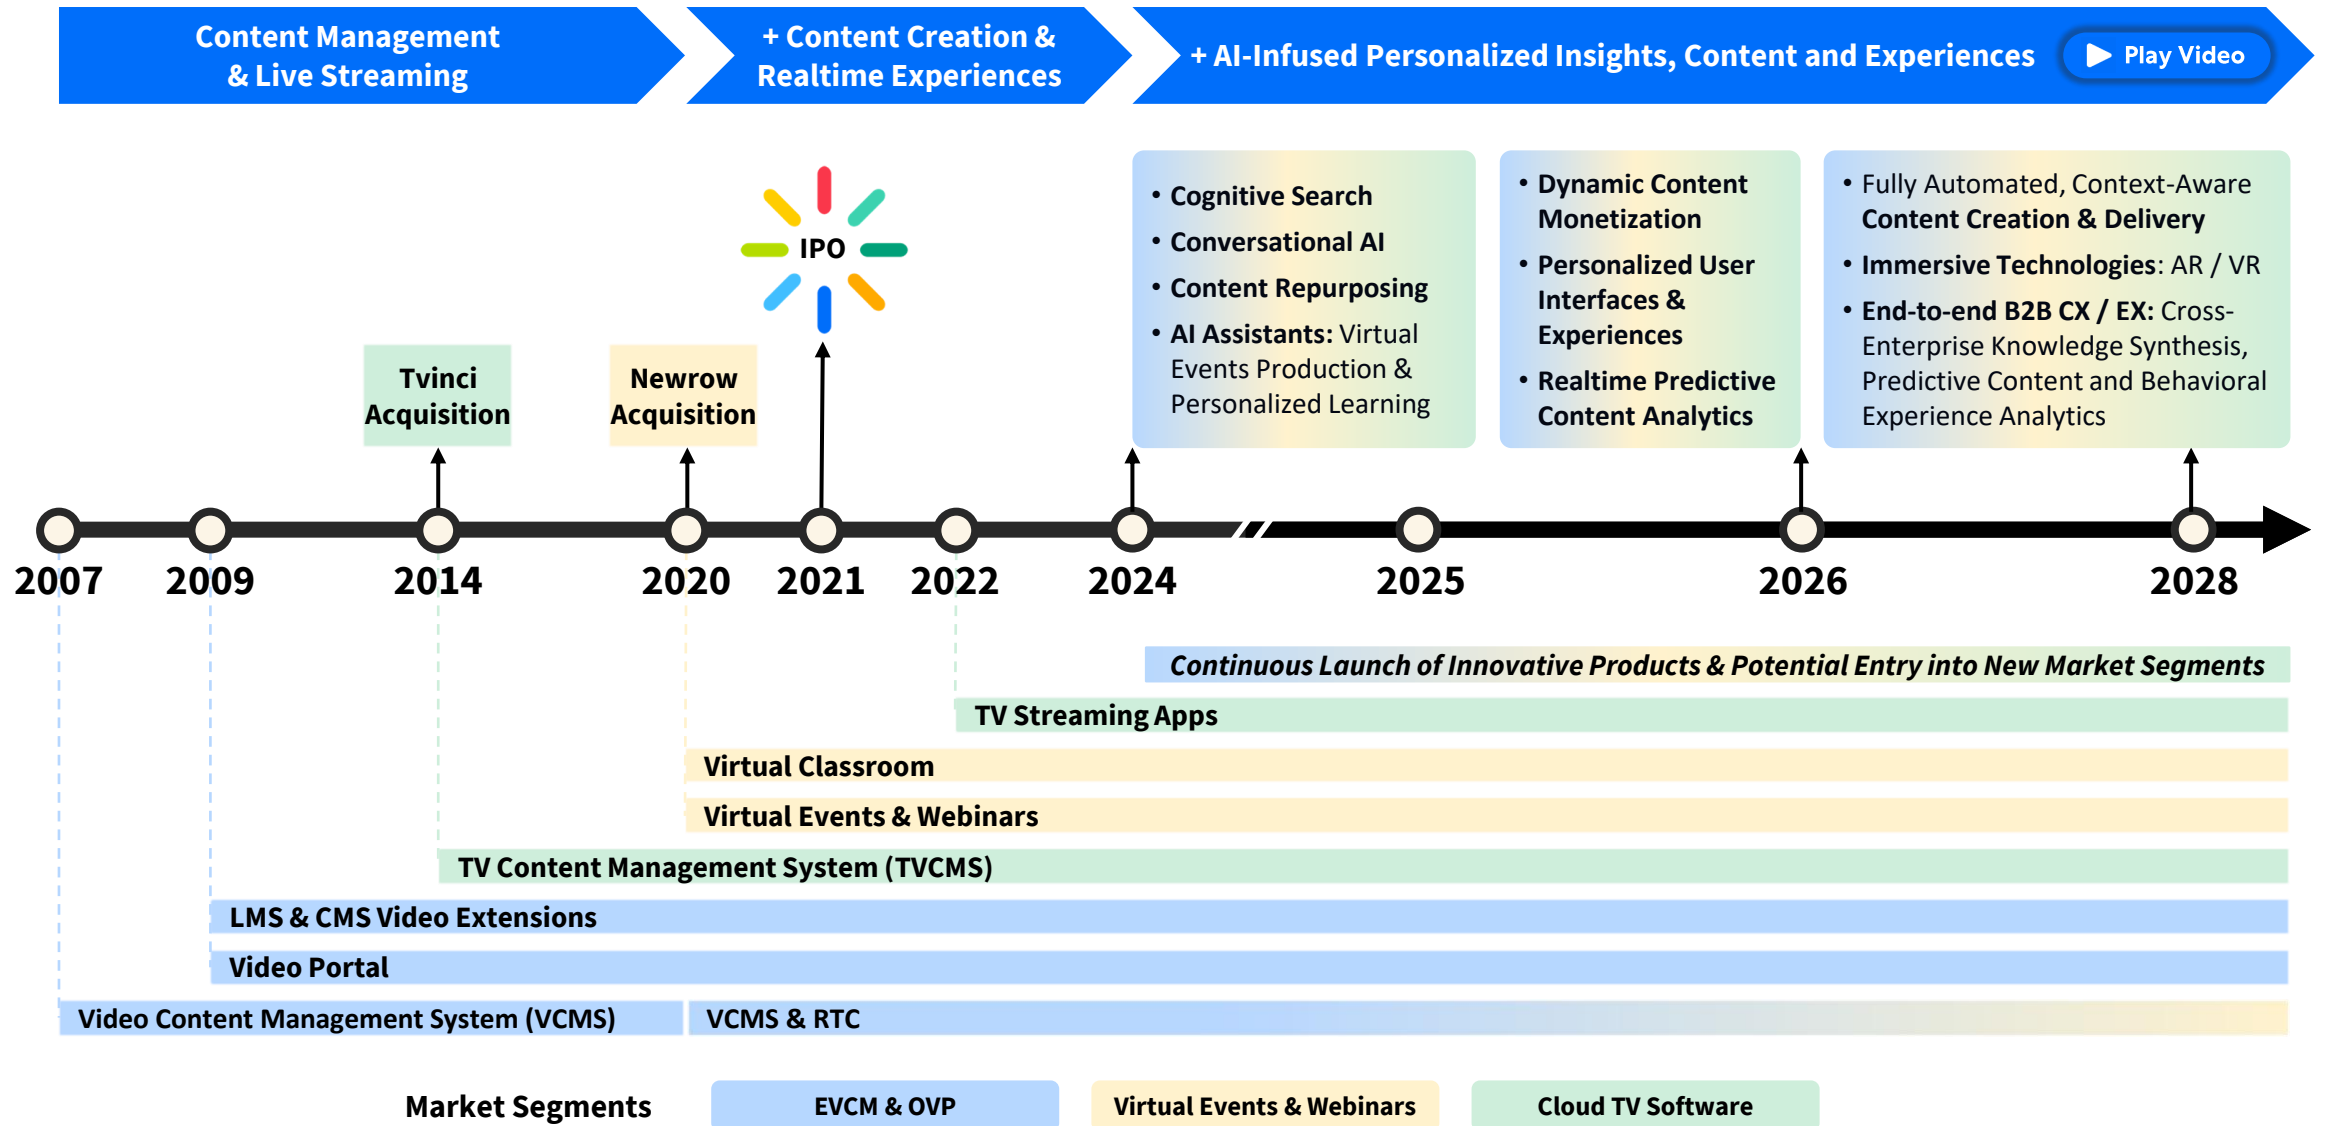 Content Management
& Live Streaming
+ Content Creation &
Realtime Experiences
+ AI-Infused Personalized Insights, Content and Experiences
Play Video
IPO
Tvinci
Acquisition
Newrow
Acquisition
• Cognitive Search
• Conversational AI
• Content Repurposing
• AI Assistants: Virtual
Events Production &
Personalized Learning
• Dynamic Content
Monetization
• Personalized User
Interfaces &
Experiences
• Realtime Predictive
Content Analytics
• Fully Automated, Context-Aware
Content Creation & Delivery
• Immersive Technologies: AR / VR
• End-to-end B2B CX / EX: Cross-
Enterprise Knowledge Synthesis,
Predictive Content and Behavioral
Experience Analytics
2007
2009
2014
2020
2021
2022
2024
2025
2026
2028
Continuous Launch of Innovative Products & Potential Entry into New Market Segments
TV Streaming Apps
Virtual Classroom
Virtual Events & Webinars
TV Content Management System (TVCMS)
LMS & CMS Video Extensions
Video Portal
Video Content Management System (VCMS)
VCMS & RTC
Market Segments
EVCM & OVP
Virtual Events & Webinars
Cloud TV Software